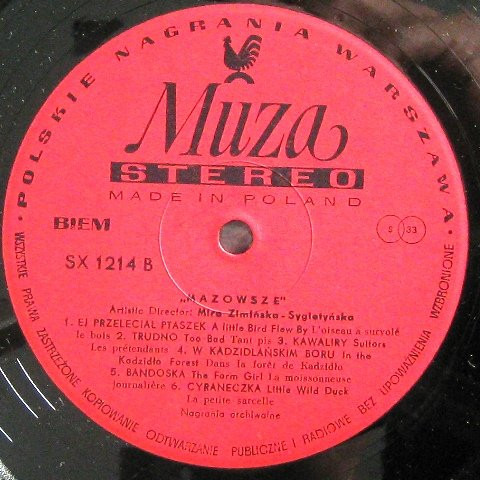 · POLSKIE NAGRANIA WARSZAWA ·
Muza
STEREO
MADE IN POLAND
BIEM
S 33
SX 1214 B
„MAZOWSZE"
Artistic Director: Mira Zimińska-Sygietyńska
1. EJ PRZELECIAL PTASZEK A little Bird Flew By L'oiseau a survolé
le bois 2. TRUDNO Too Bad Tant pis 3. KAWALIRY Suitors
Les prétendants 4. W KADZIDLAŃSKIM BORU In the
Kadzidło Forest Dans la forêt de Kadzidło
5. BANDOSKA The Farm Girl La moissonneuse
journalière 6. CYRANECZKA Little Wild Duck
La petite sarcelle
Nagrania archiwalne
WSZYSTKIE PRAWA ZASTRZEŻONE KOPIOWANIE ODTWARZANIE PUBLICZNE I RADIOWE BEZ UPOWAŻNIENIA WZBRONIONE